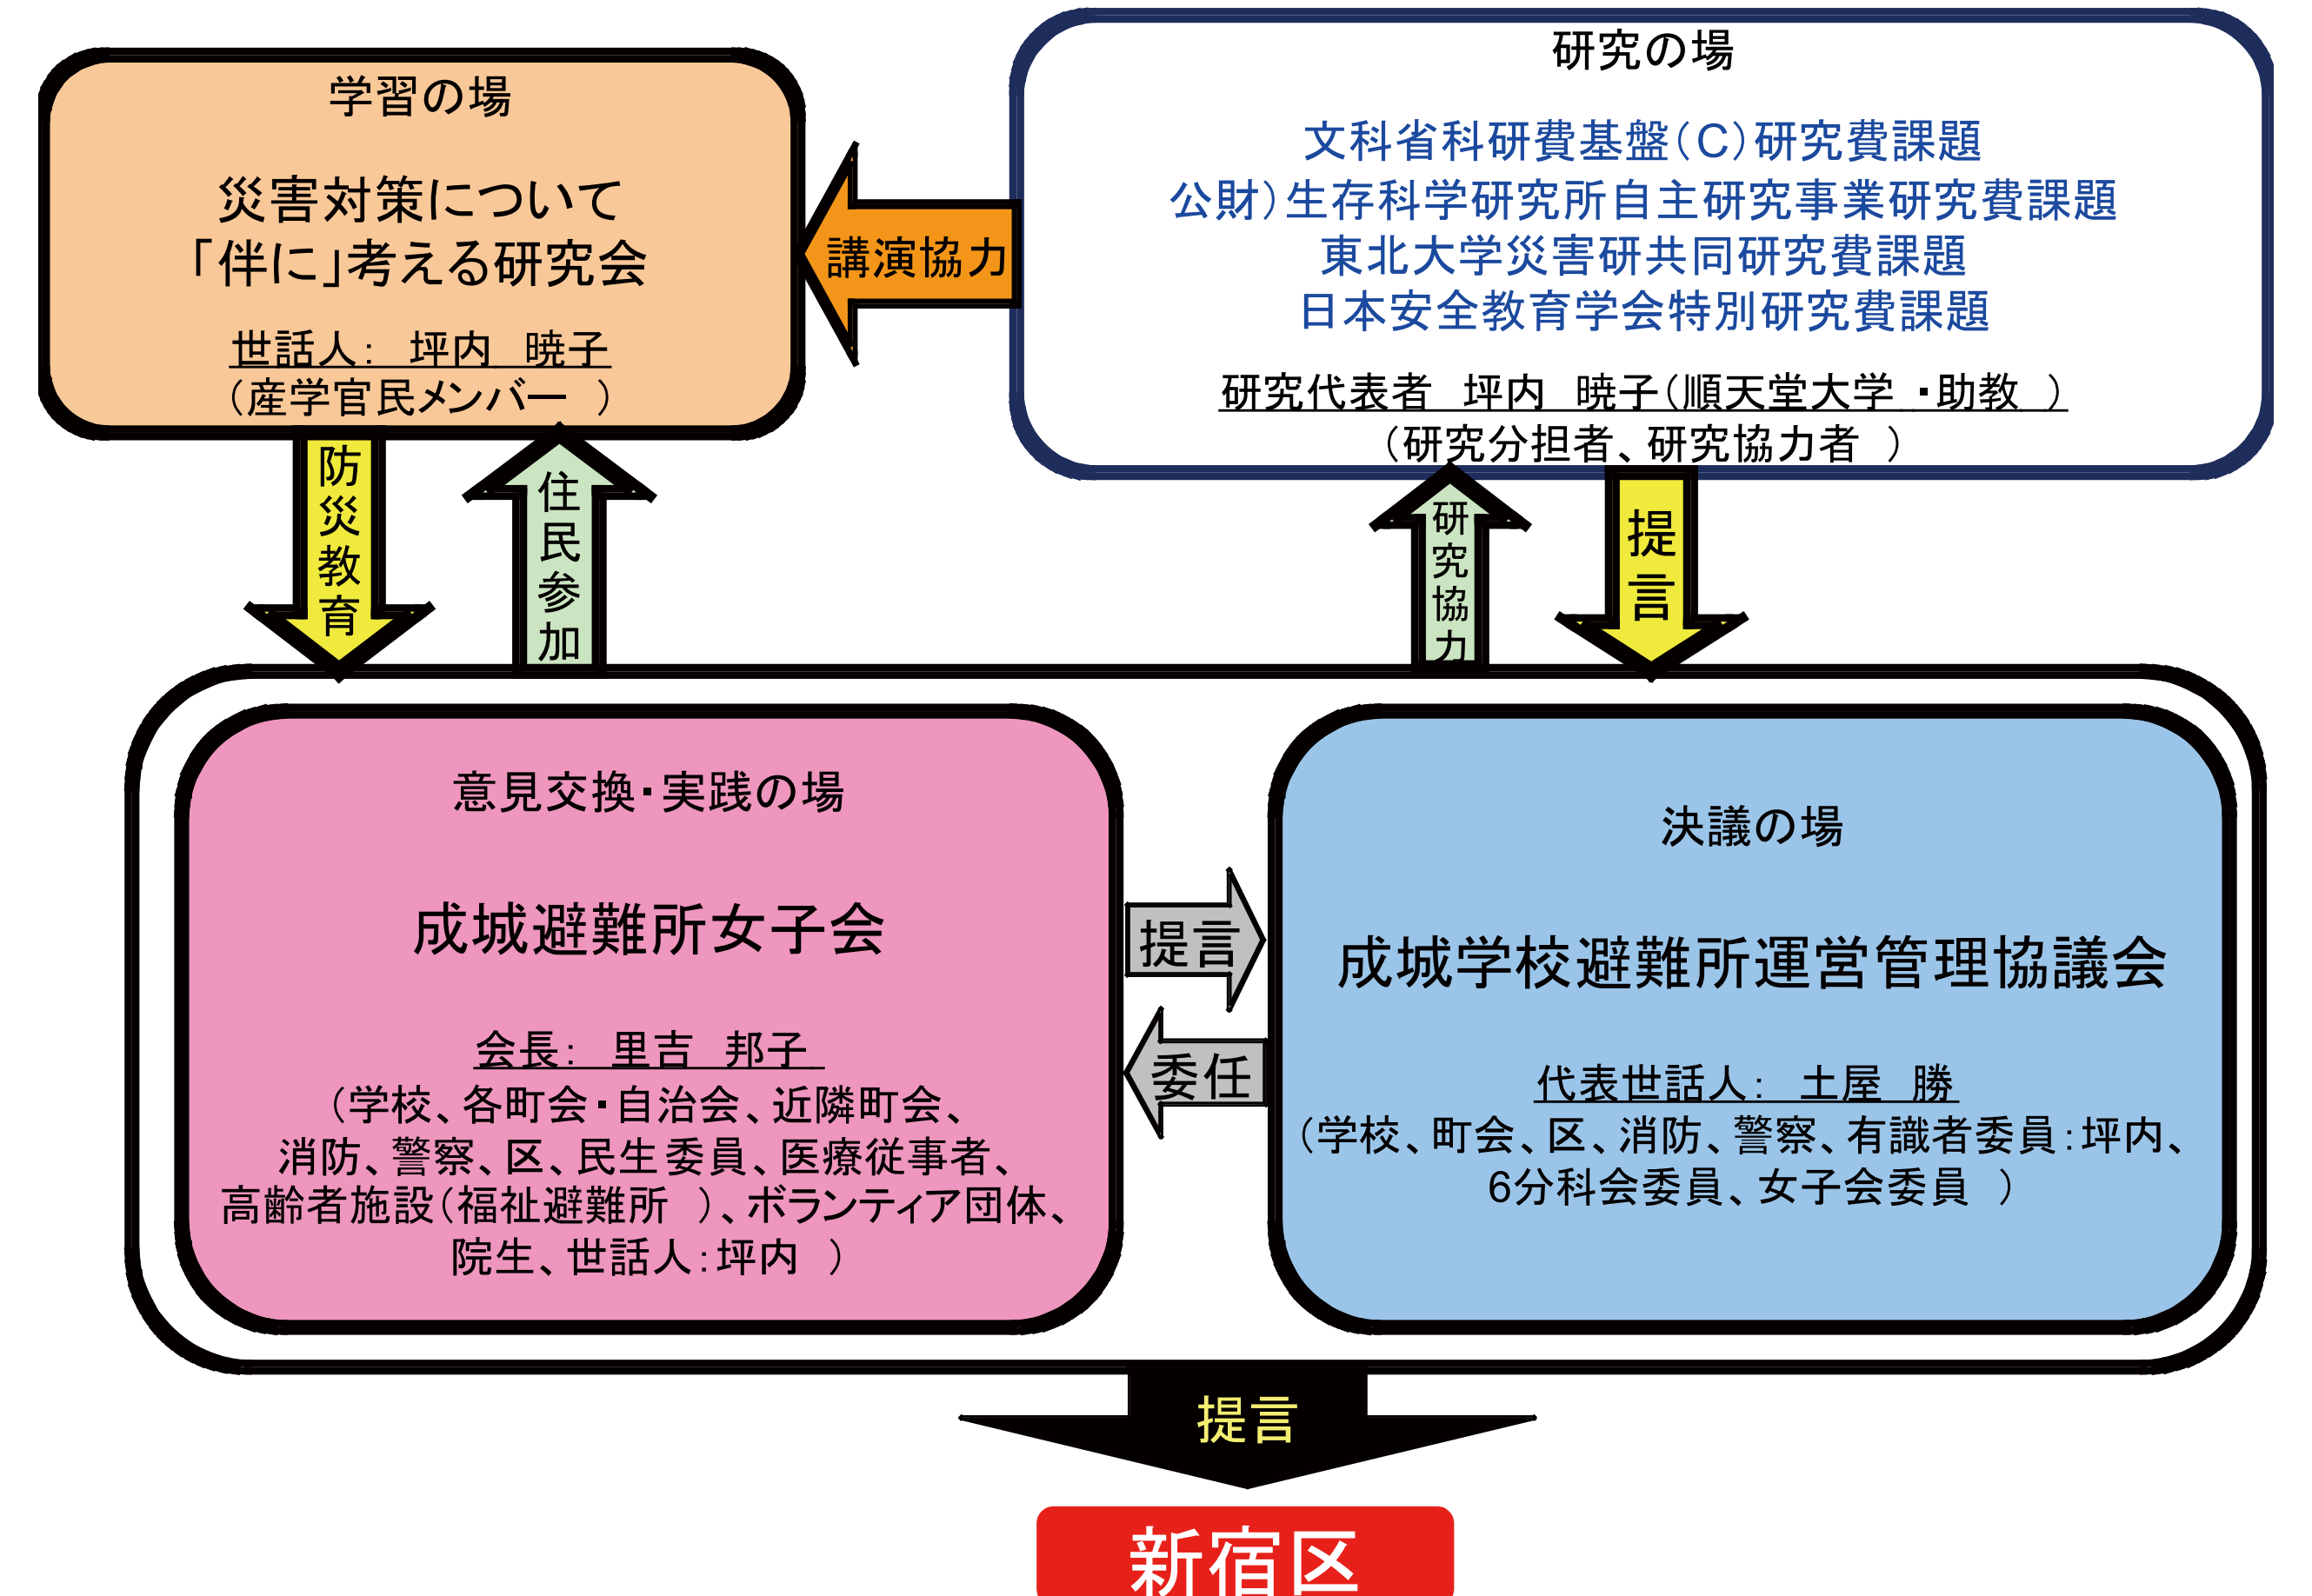 学習の場
災害対策について
「伴に」考える研究会
世話人： 坪内 暁子
（産学官民メンバー ）
講演協力
研究の場
文科省科研費基盤（C）研究費課題
公財）生存科学研究所自主研究事業研究費課題
東北大学災害研共同研究費課題
日本安全教育学会特別研究費課題
研究代表者 坪内 暁子（順天堂大学 ・助教 ）
（研究分担者、研究協力者 ）
防災教育
住民参加
研究協力
提言
意見交換・実践の場
成城避難所女子会
会長： 里吉 邦子
（学校、各町会・自治会、近隣町会、
消防、警察、区、民生委員、医療従事者、
高齢者施設（福祉避難所 ）、ボランティア団体、
院生、世話人：坪内 ）
提言
委任
決議の場
成城学校避難所運営管理協議会
代表世話人： 土屋 勝
（学校、町会、区、消防、警察、有識者委員：坪内、
6分科会委員、女子会委員 ）
提言
新宿区